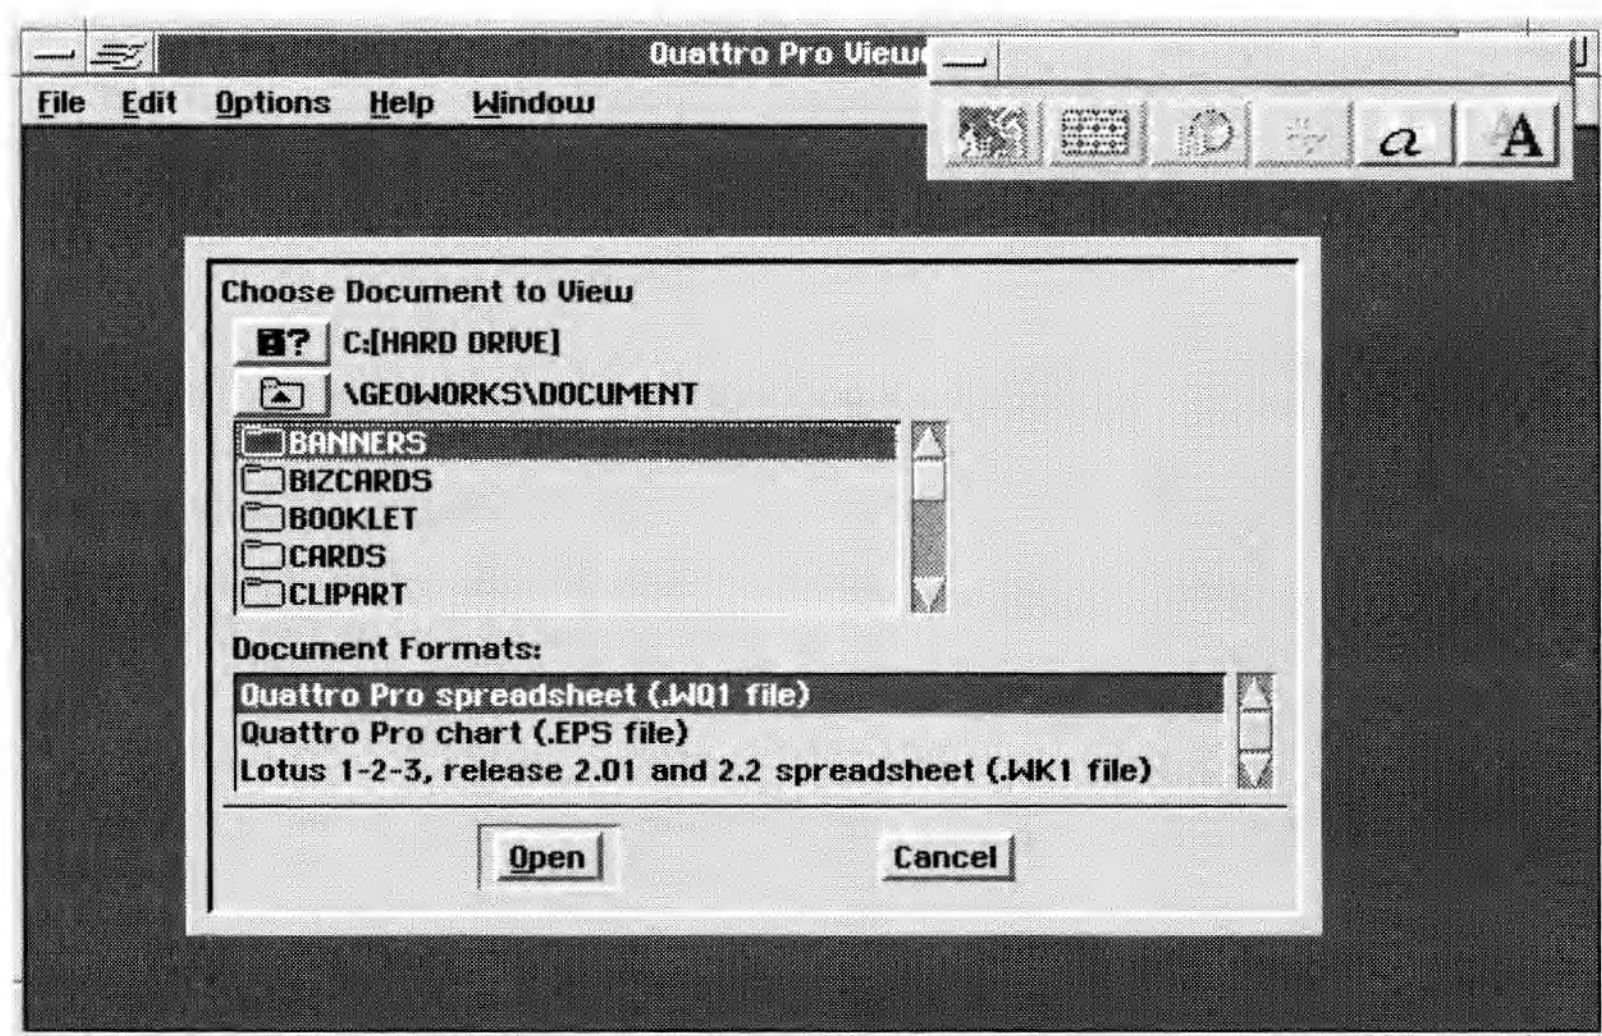 Quattro Pro View
File Edit Options Help Window
a A
Choose Document to View
? C:[HARD DRIVE]
\GEOWORKS\DOCUMENT
BANNERS
BIZCARDS
BOOKLET
CARDS
CLIPART
Document Formats:
Quattro Pro spreadsheet (.WQ1 file)
Quattro Pro chart (.EPS file)
Lotus 1-2-3, release 2.01 and 2.2 spreadsheet (.WK1 file)
Open Cancel